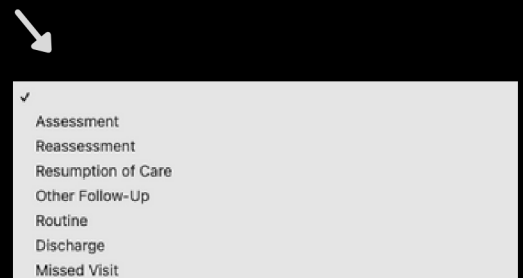 ✓
Assessment
Reassessment
Resumption of Care
Other Follow-Up
Routine
Discharge
Missed Visit